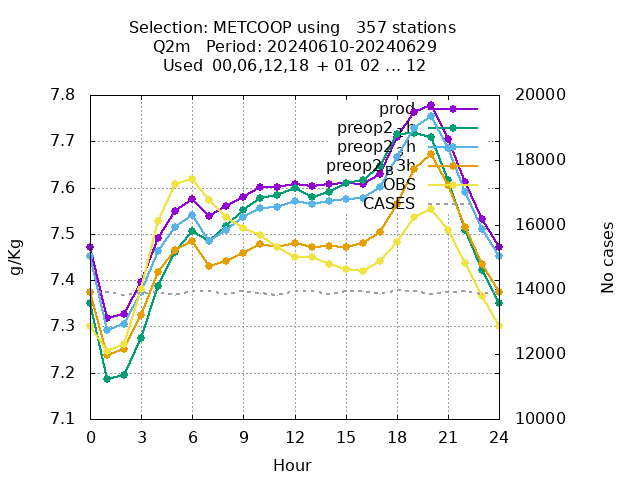 Selection: METCOOP using 357 stations
Q2m Period: 20240610-20240629
Used 00,06,12,18 + 01 02 ... 12
7.8
7.7
7.6
7.5
7.4
7.3
7.2
7.1
g/Kg
20000
18000
16000
14000
12000
10000
No cases
prod
OBS
CASES
0 3 6 9 12 15 18 21 24
Hour